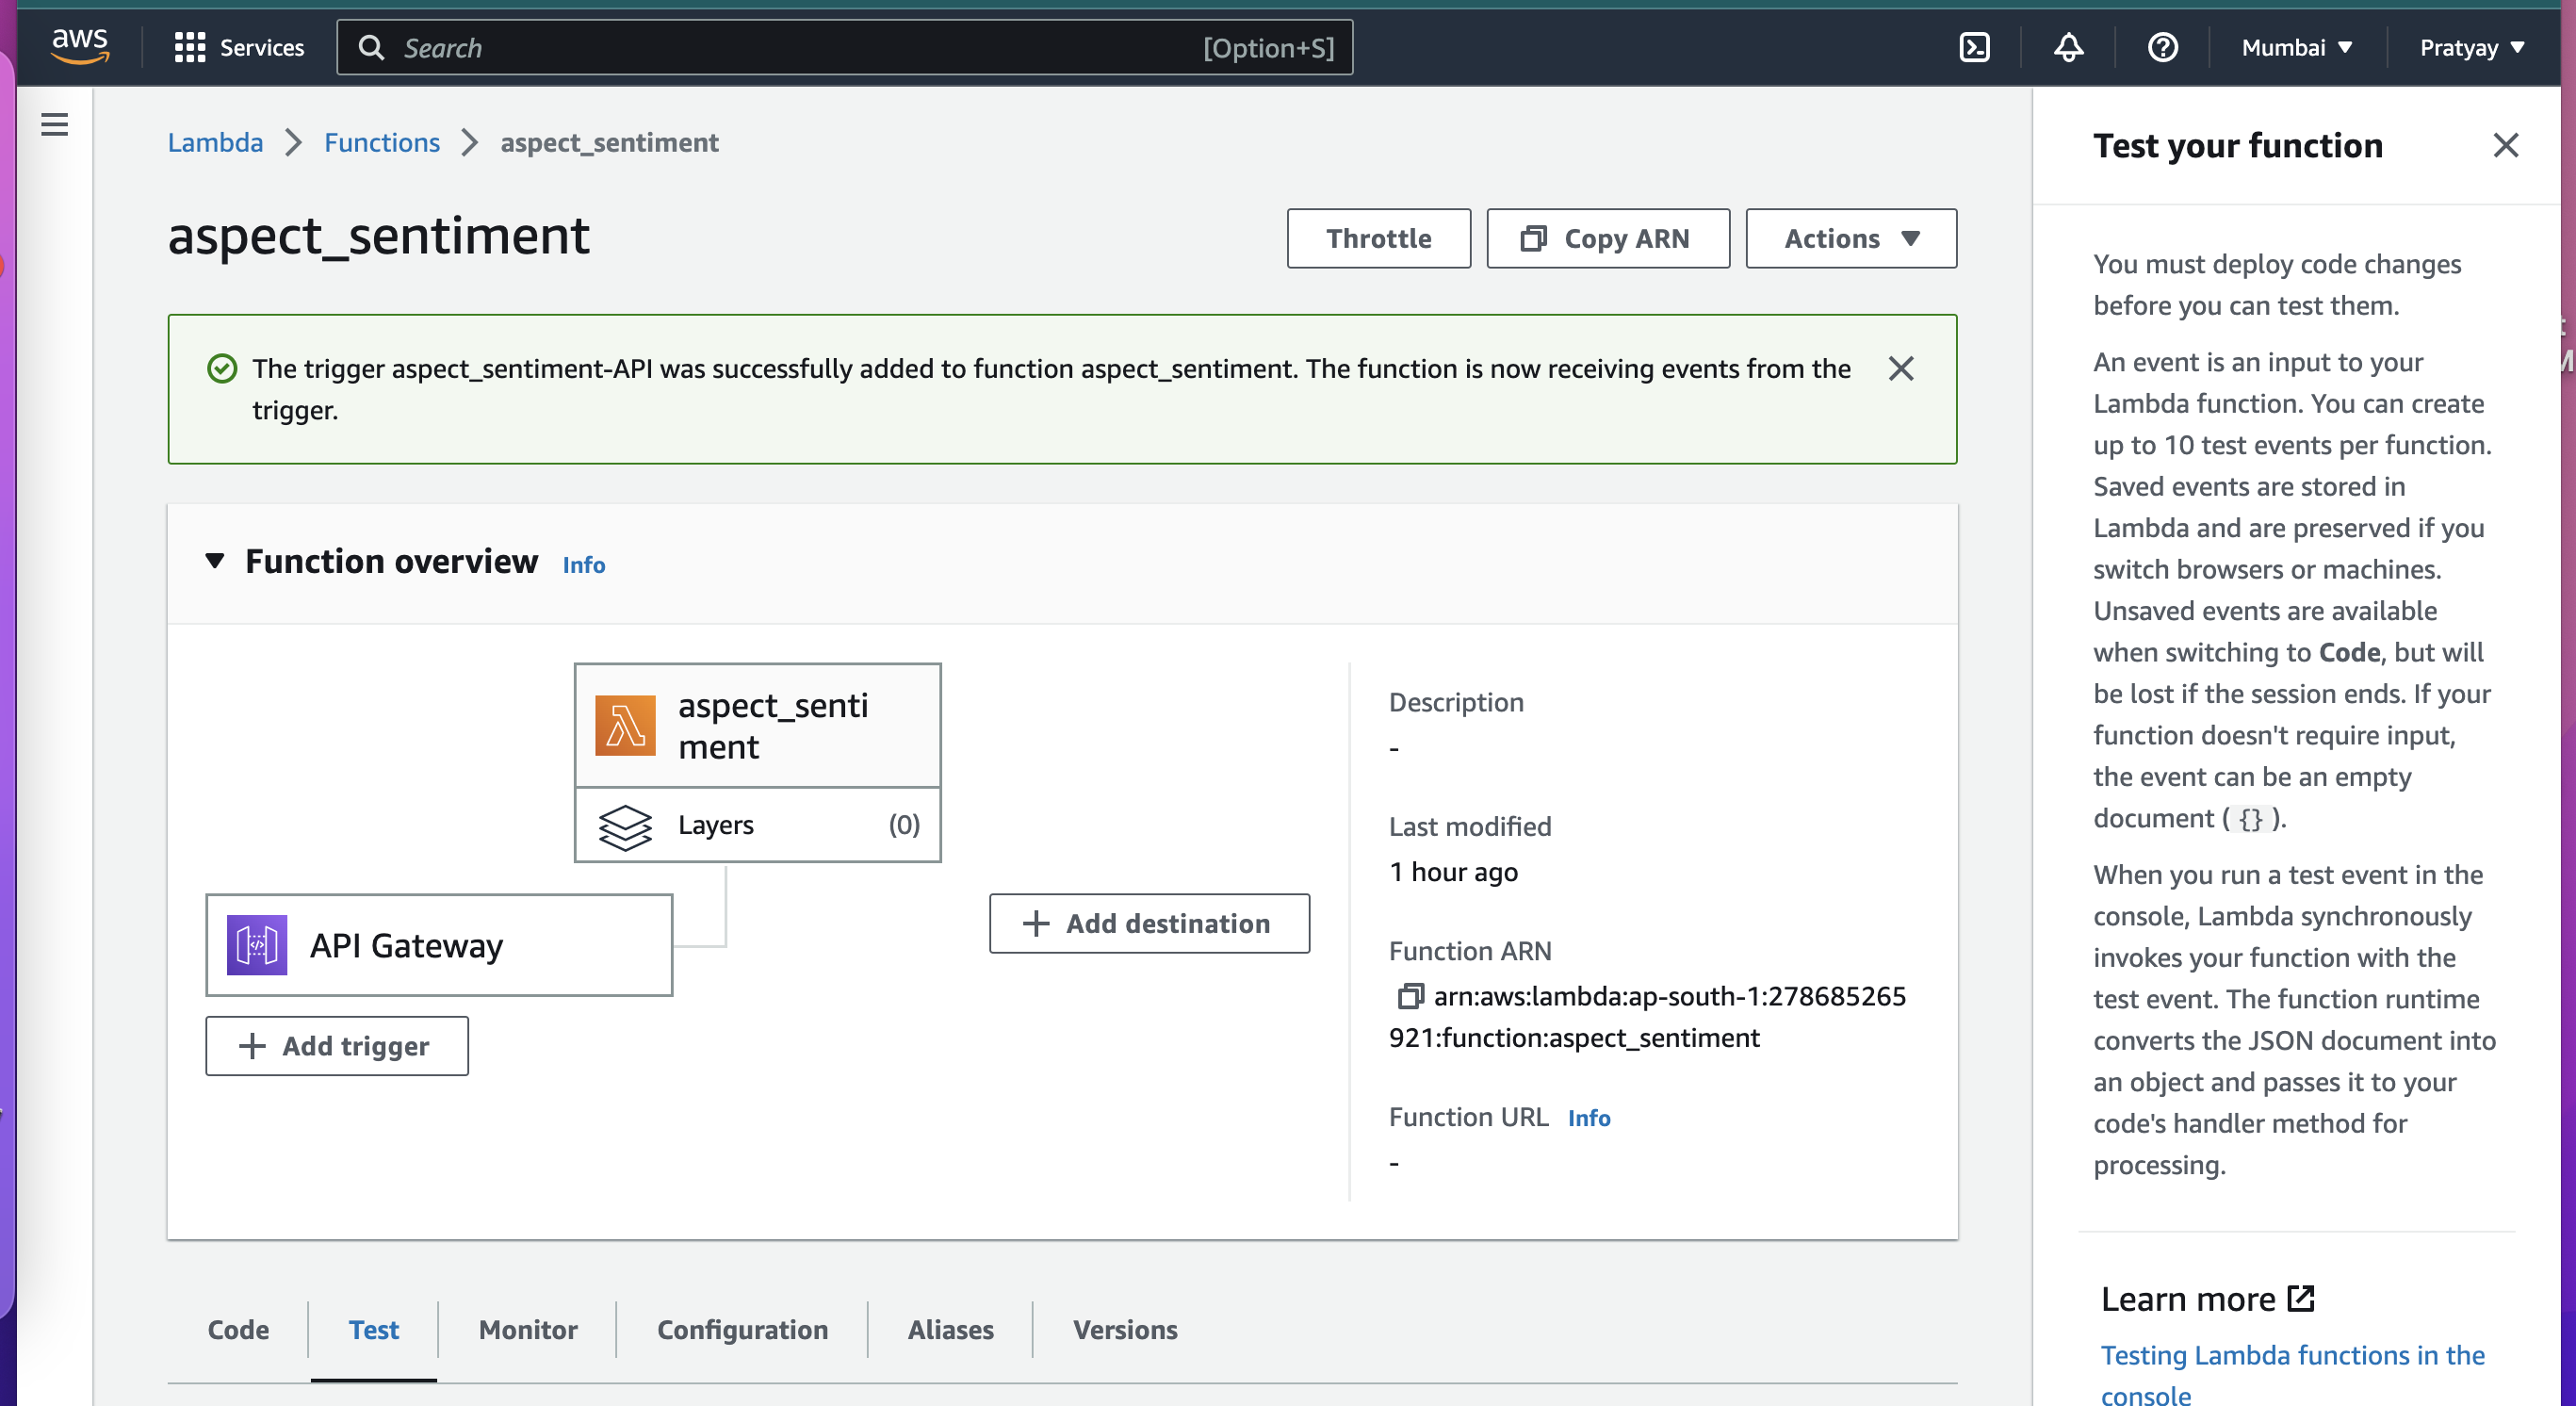 aws
Services
Search [Option+S]
Mumbai ▼
Pratyay ▼
Lambda > Functions > aspect_sentiment
aspect_sentiment
Throttle
Copy ARN
Actions ▼
The trigger aspect_sentiment-API was successfully added to function aspect_sentiment. The function is now receiving events from the
trigger.
Function overview Info
aspect_senti
ment
Layers (0)
API Gateway
+ Add trigger
+ Add destination
Description
-
Last modified
1 hour ago
Function ARN
arn:aws:lambda:ap-south-1:278685265
921:function:aspect_sentiment
Function URL Info
-
Code
Test
Monitor
Configuration
Aliases
Versions
Test your function
You must deploy code changes
before you can test them.
An event is an input to your
Lambda function. You can create
up to 10 test events per function.
Saved events are stored in
Lambda and are preserved if you
switch browsers or machines.
Unsaved events are available
when switching to Code, but will
be lost if the session ends. If your
function doesn't require input,
the event can be an empty
document ( {} ).
When you run a test event in the
console, Lambda synchronously
invokes your function with the
test event. The function runtime
converts the JSON document into
an object and passes it to your
code's handler method for
processing.
Learn more
Testing Lambda functions in the
console